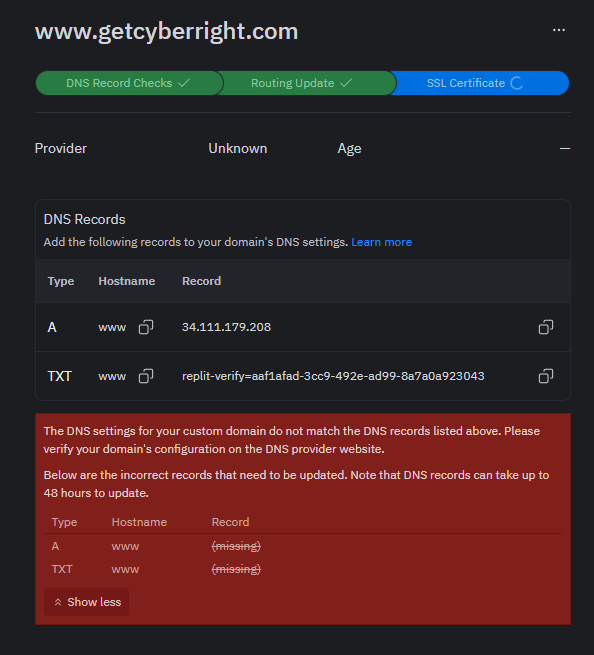 www.getcyberright.com
DNS Record Checks
Routing Update
SSL Certificate
Provider Unknown Age —
DNS Records
Add the following records to your domain's DNS settings. Learn more
Type Hostname Record
A www 34.111.179.208
TXT www replit-verify=aaf1afad-3cc9-492e-ad99-8a7a0a923043
The DNS settings for your custom domain do not match the DNS records listed above. Please
verify your domain's configuration on the DNS provider website.
Below are the incorrect records that need to be updated. Note that DNS records can take up to
48 hours to update.
Type Hostname Record
A www (missing)
TXT www (missing)
Show less